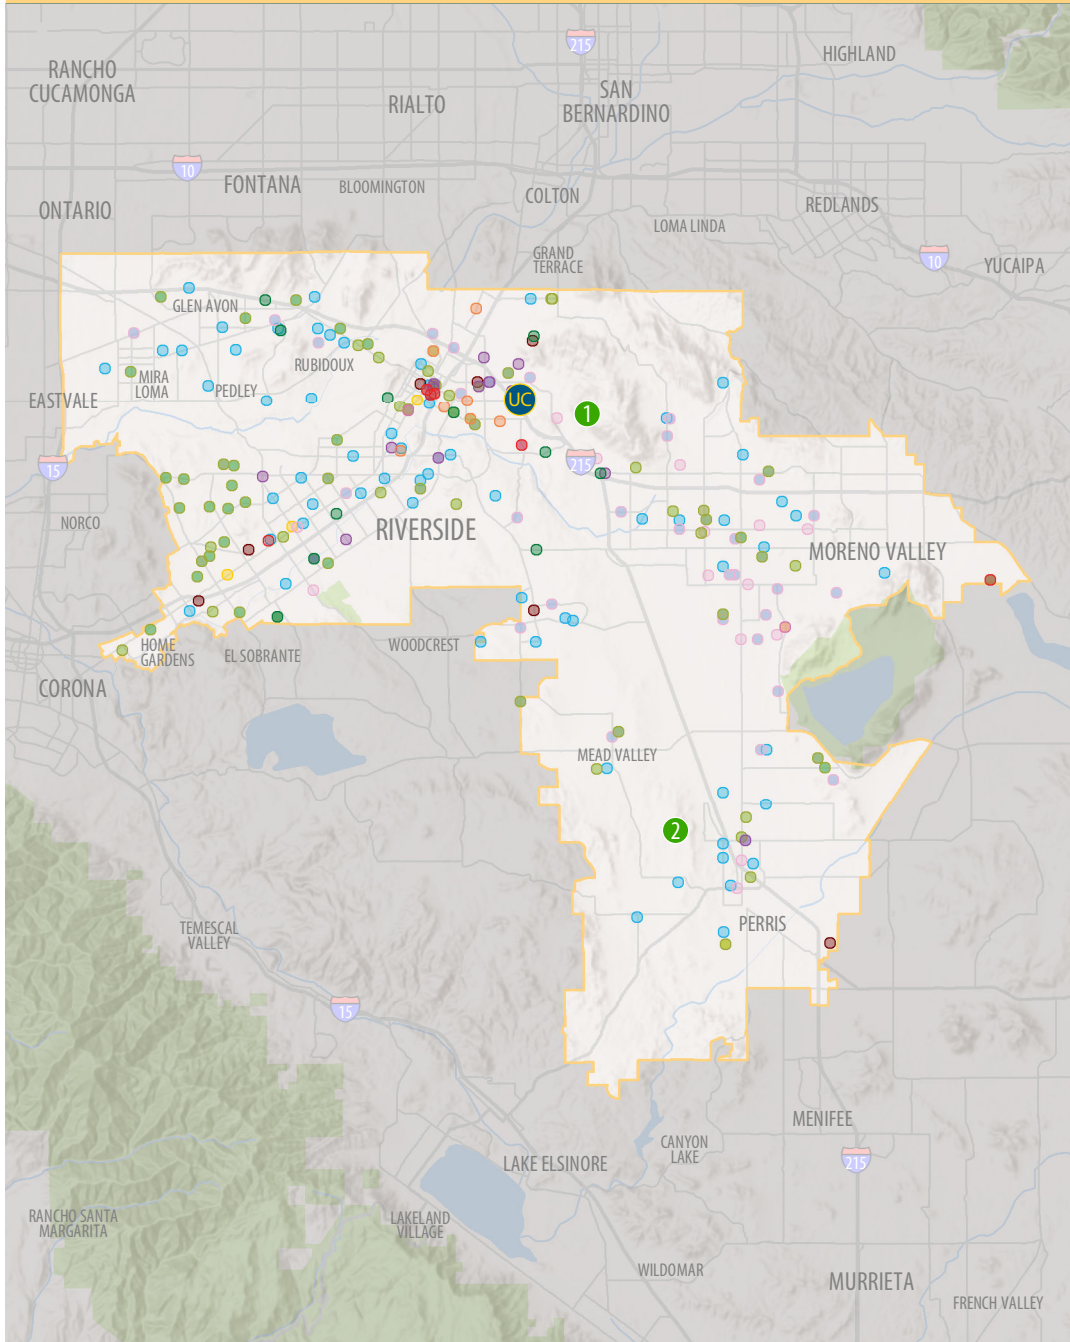 215
HIGHLAND
RANCHO
CUCAMONGA
SAN
BERNARDINO
RIALTO
10
FONTANA
BLOOMINGTON
COLTON
REDLANDS
ONTARIO
LOMA LINDA
GRAND
TERRACE
10
YUCAIPA
GLEN AVON
RUBIDOUX
MIRA
LOMA
PEDLEY
EASTVALE
UC
1
15
215
NORCO
RIVERSIDE
MORENO VALLEY
HOME
GARDENS
EL SOBRANTE
WOODCREST
CORONA
MEAD VALLEY
2
PERRIS
TEMESCAL
VALLEY
15
MENIFEE
CANYON
LAKE
LAKE ELSINORE
215
RANCHO SANTA
MARGARITA
LAKELAND
VILLAGE
WILDOMAR
MURRIETA
FRENCH VALLEY